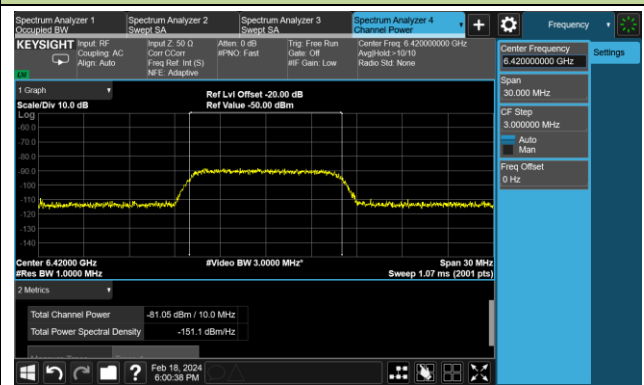 Spectrum Analyzer 1
Occupied BW
Spectrum Analyzer 2
Swept SA
Spectrum Analyzer 3
Swept SA
Spectrum Analyzer 4
Channel Power
Frequency
KEYSIGHT
Input: RF
Coupling: AC
Align: Auto
Input Z: 50 Ω
Corr CCorr
Freq Ref: Int (S)
NFE: Adaptive
Atten: 0 dB
#PNO: Fast
Trig: Free Run
Gate: Off
#IF Gain: Low
Center Freq: 6.420000000 GHz
Avg|Hold:>10/10
Radio Std: None
Center Frequency
6.420000000 GHz
Settings
Span
30.000 MHz
CF Step
3.000000 MHz
Auto
Man
Freq Offset
0 Hz
1 Graph
Scale/Div 10.0 dB
Ref Lvl Offset -20.00 dB
Ref Value -50.00 dBm
Log
-60.0
-70.0
-80.0
-90.0
-100
-110
-120
-130
-140
Center 6.42000 GHz
#Res BW 1.0000 MHz
#Video BW 3.0000 MHz*
Span 30 MHz
Sweep 1.07 ms (2001 pts)
2 Metrics
Total Channel Power
-81.05 dBm / 10.0 MHz
Total Power Spectral Density
-151.1 dBm/Hz
?
Feb 18, 2024
6:00:38 PM